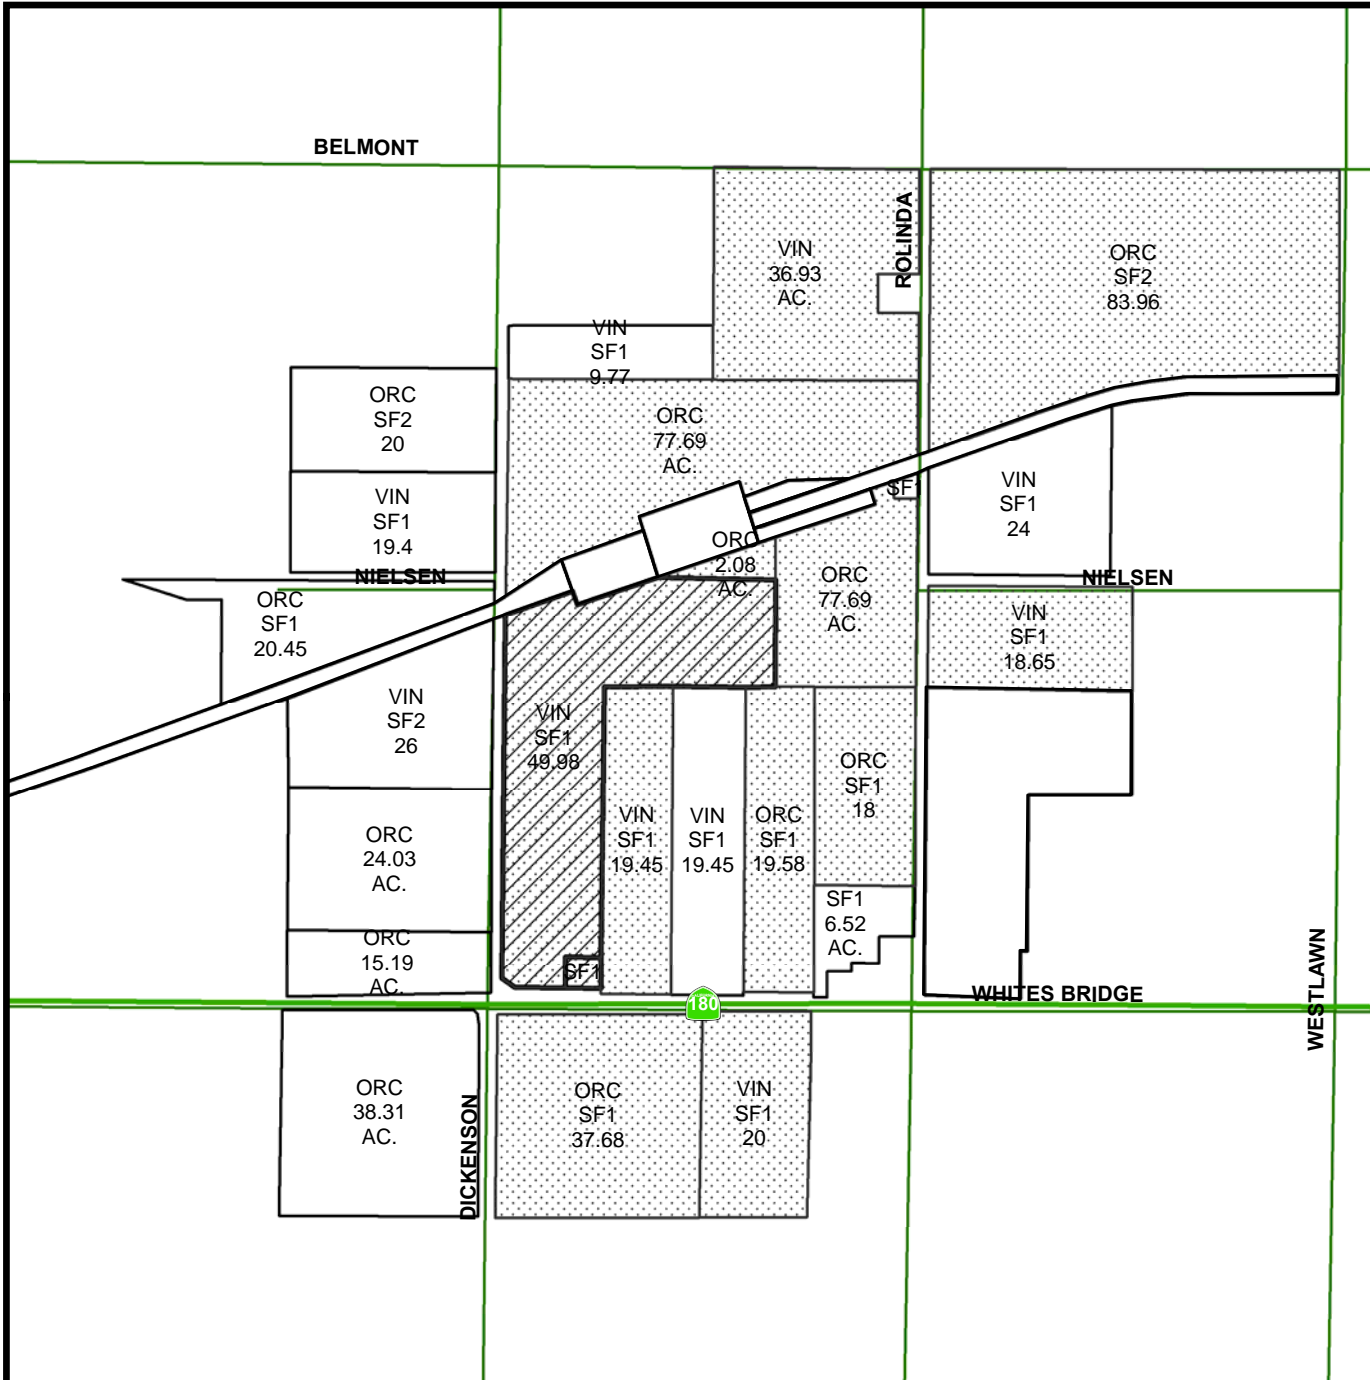 BELMONT
ROLINDA
VIN
36.93
AC.
ORC
SF2
83.96
VIN
SF1
9.77
ORC
SF2
20
ORC
77.69
AC.
VIN
SF1
19.4
SF1
VIN
SF1
24
ORC
2.08
AC.
NIELSEN
NIELSEN
ORC
SF1
20.45
ORC
77.69
AC.
VIN
SF1
18.65
VIN
SF2
26
VIN
SF1
49.98
ORC
SF1
18
ORC
24.03
AC.
VIN
SF1
19.45
VIN
SF1
19.45
ORC
SF1
19.58
SF1
6.52
AC.
ORC
15.19
AC.
SF1
WHITES BRIDGE
180
WESTLAWN
ORC
38.31
AC.
DICKENSON
ORC
SF1
37.68
VIN
SF1
20